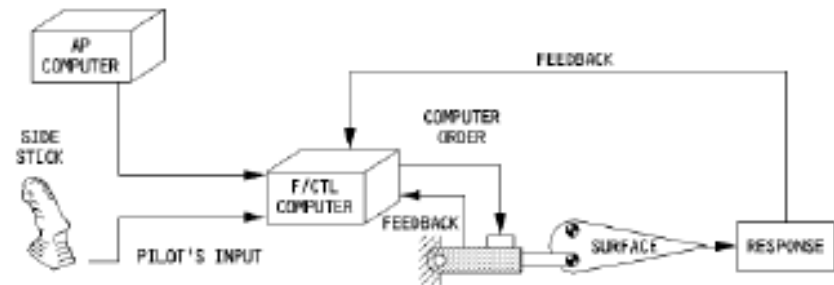 AP
COMPUTER
FEEDBACK
COMPUTER
ORDER
SIDE
STICK
F/CTL
COMPUTER
FEEDBACK
SURFACE
RESPONSE
PILOT'S INPUT